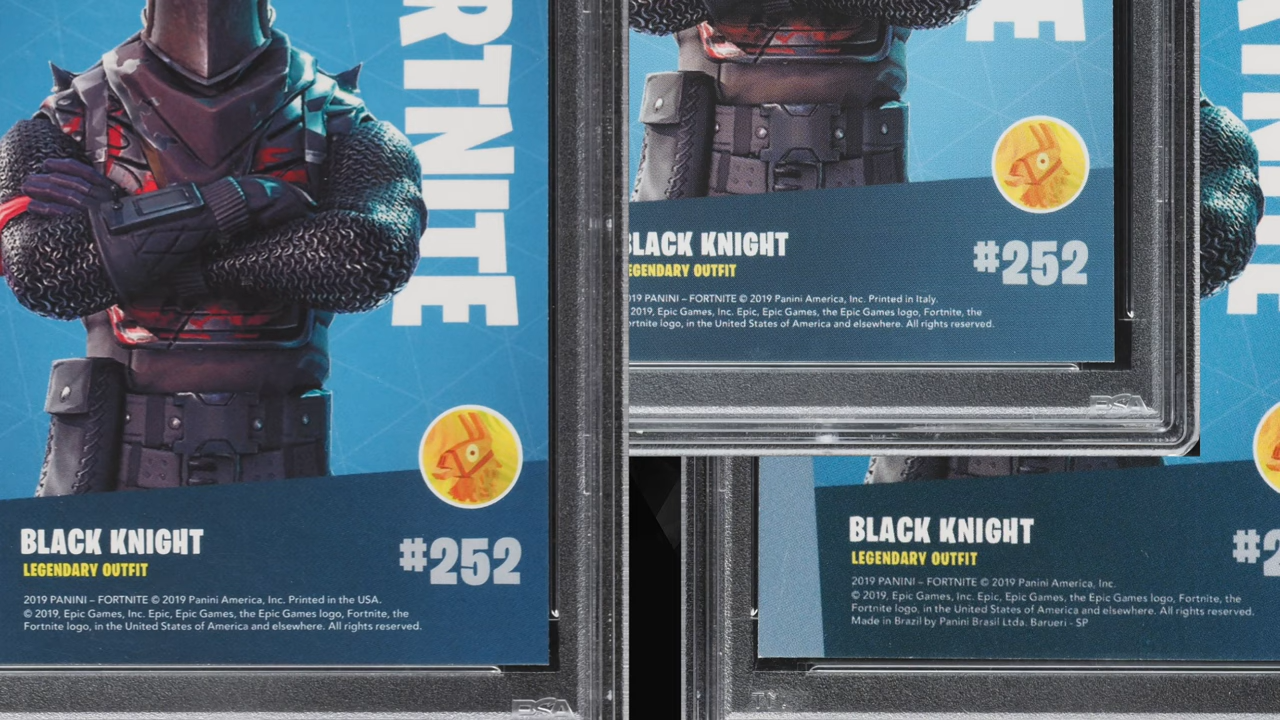 RTNITE
BLACK KNIGHT
LEGENDARY OUTFIT
#252
2019 PANINI – FORTNITE © 2019 Panini America, Inc. Printed in the USA.
© 2019, Epic Games, Inc. Epic, Epic Games, the Epic Games logo, Fortnite, the
Fortnite logo, in the United States of America and elsewhere. All rights reserved.
PSA
E
BLACK KNIGHT
EGENDARY OUTFIT
#252
19 PANINI – FORTNITE © 2019 Panini America, Inc. Printed in Italy.
2019, Epic Games, Inc. Epic, Epic Games, the Epic Games logo, Fortnite, the
ortnite logo, in the United States of America and elsewhere. All rights reserved.
PSA
TNITE
BLACK KNIGHT
LEGENDARY OUTFIT
#2
2019 PANINI – FORTNITE © 2019 Panini America, Inc.
© 2019, Epic Games, Inc. Epic, Epic Games, the Epic Games logo, Fortnite, the
Fortnite logo, in the United States of America and elsewhere. All rights reserved.
Made in Brazil by Panini Brasil Ltda. Barueri - SP